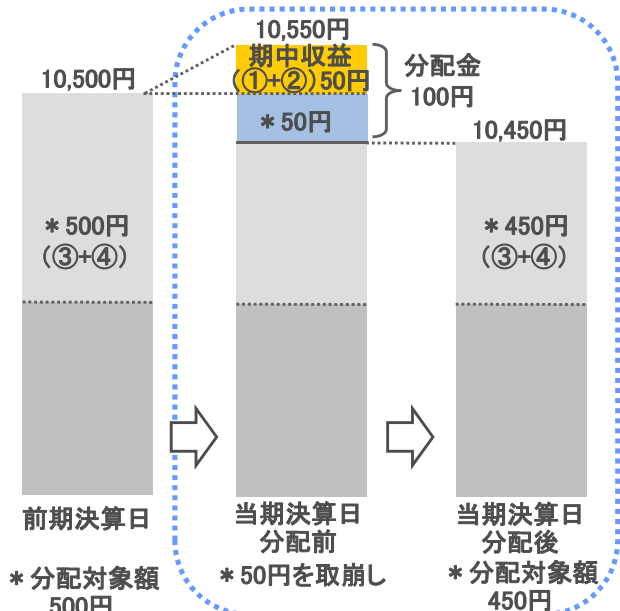 10,500円
＊500円
（③+④）
前期決算日
＊分配対象額
500円
10,550円
期中収益
（①+②）50円
＊50円
分配金
100円
当期決算日
分配前
＊50円を取崩し
10,450円
＊450円
（③+④）
当期決算日
分配後
＊分配対象額
450円